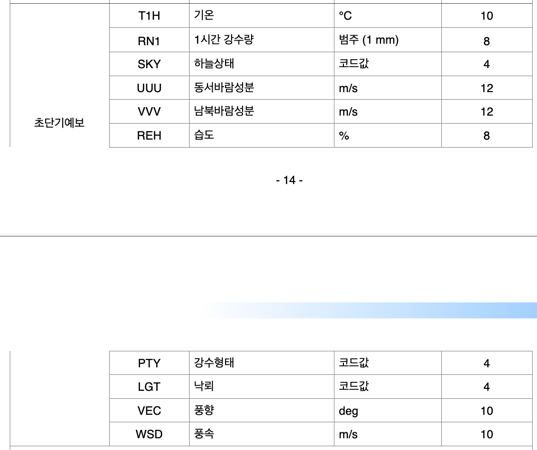 T1H 기온 °C 10
RN1 1시간 강수량 범주 (1 mm) 8
SKY 하늘상태 코드값 4
UUU 동서바람성분 m/s 12
VVV 남북바람성분 m/s 12
초단기예보
REH 습도 % 8
- 14 -
PTY 강수형태 코드값 4
LGT 낙뢰 코드값 4
VEC 풍향 deg 10
WSD 풍속 m/s 10